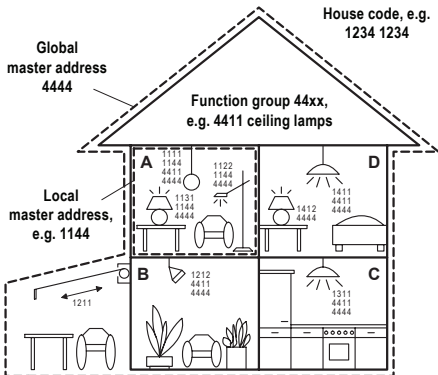 House code, e.g.
1234 1234
Global
master address
4444
Function group 44xx,
e.g. 4411 ceiling lamps
A
1111
1144
4411
4444
1122
1144
4444
1131
1144
4444
D
1411
4411
4444
1412
4444
Local
master address,
e.g. 1144
B
1212
4411
4444
1211
C
1311
4411
4444